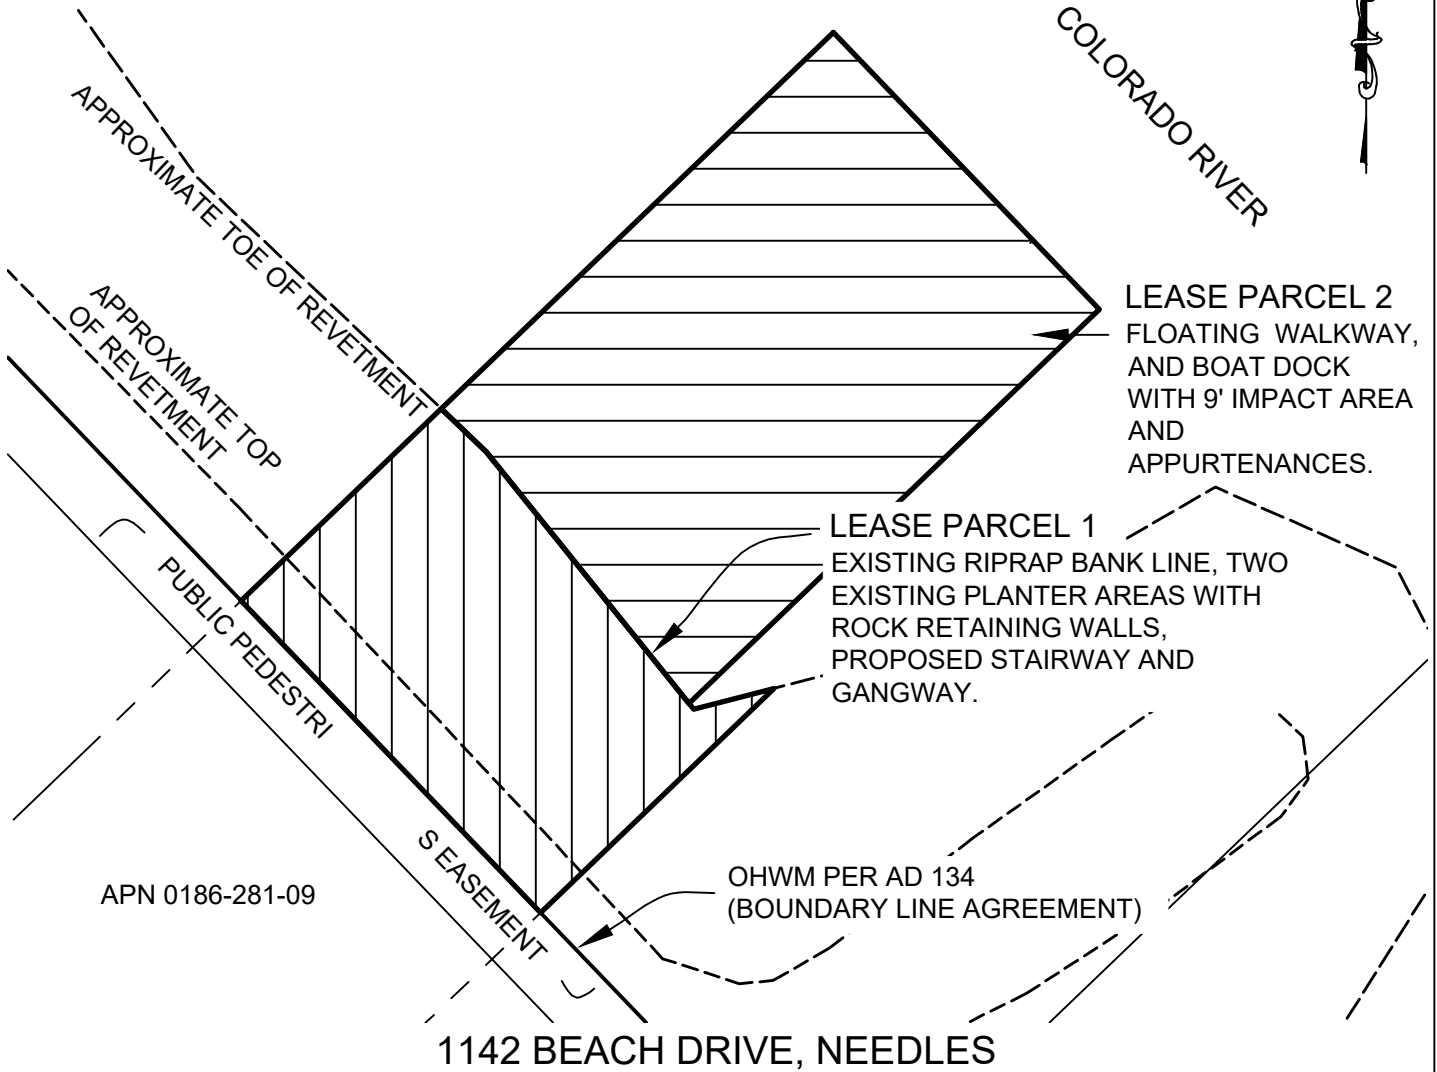 COLORADO RIVER
APPROXIMATE TOE OF REVETMENT
APPROXIMATE TOP
OF REVETMENT
LEASE PARCEL 2
FLOATING WALKWAY,
AND BOAT DOCK
WITH 9' IMPACT AREA
AND
APPURTENANCES.
LEASE PARCEL 1
EXISTING RIPRAP BANK LINE, TWO
EXISTING PLANTER AREAS WITH
ROCK RETAINING WALLS,
PROPOSED STAIRWAY AND
GANGWAY.
PUBLIC PEDESTRI
S EASEMENT
APN 0186-281-09
OHWM PER AD 134
(BOUNDARY LINE AGREEMENT)
1142 BEACH DRIVE, NEEDLES